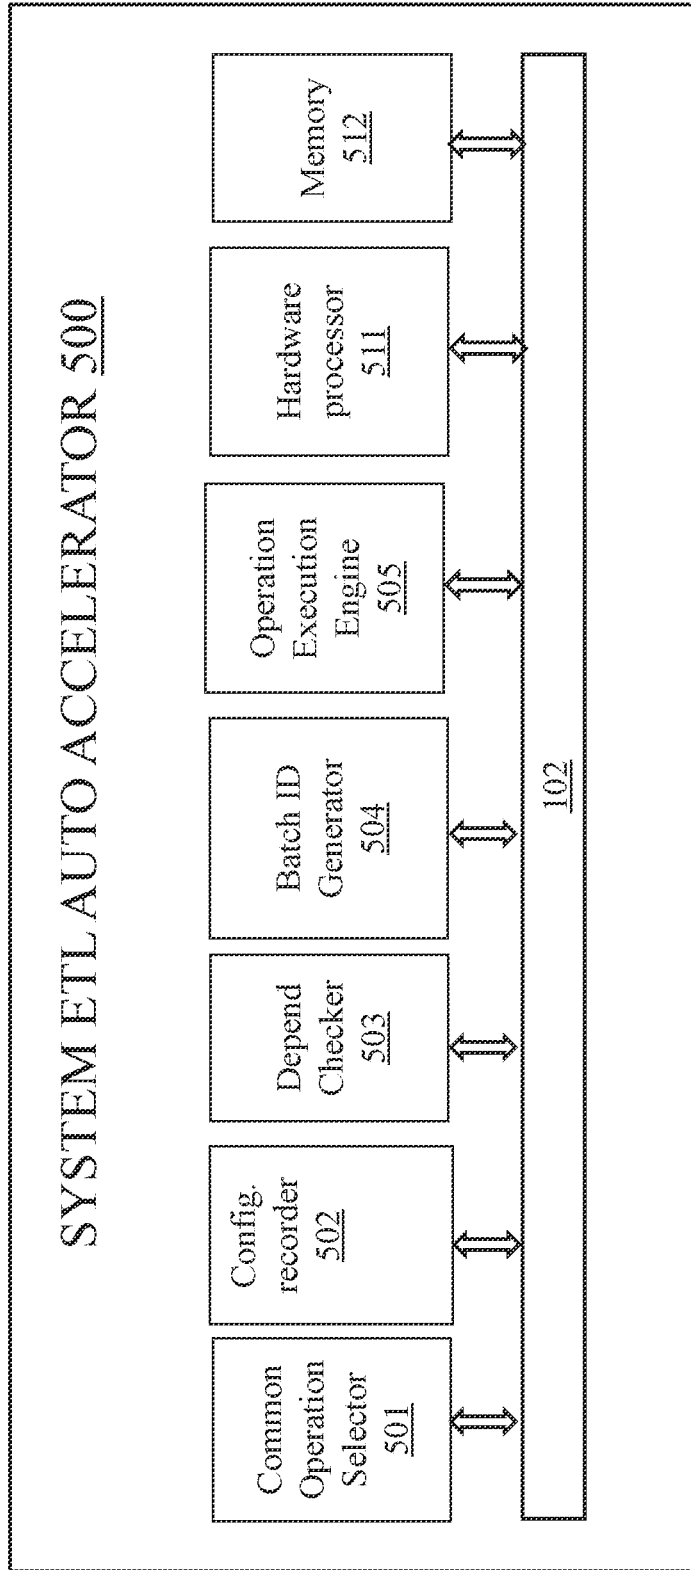 SYSTEM ETL AUTO ACCELERATOR 500
Common
Operation
Selector
501
Config.
recorder
502
Depend
Checker
503
Batch ID
Generator
504
Operation
Execution
Engine
505
Hardware
processor
511
Memory
512
102